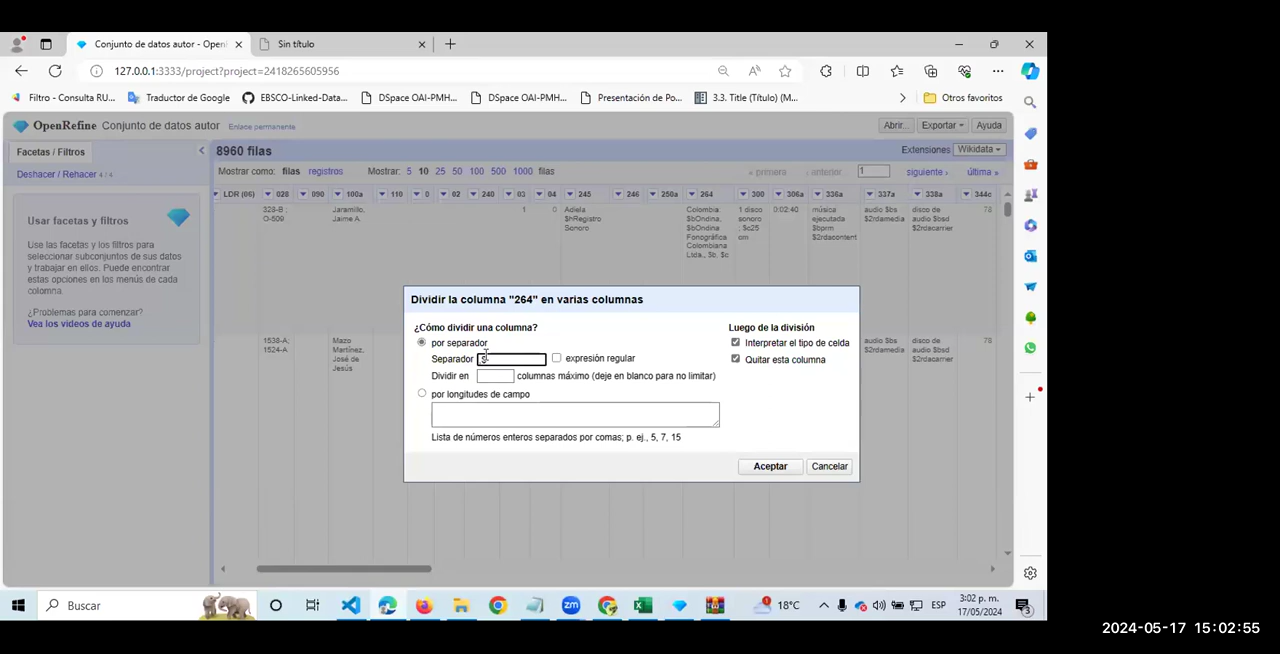 Conjunto de datos autor - OpenR
Sin título
127.0.0.1:3333/project?project=2418265605956
Filtro - Consulta RU...
Traductor de Google
EBSCO-Linked-Data...
DSpace OAI-PMH...
DSpace OAI-PMH...
Presentación de Po...
3.3. Title (Título) (M...
Otros favoritos
OpenRefine Conjunto de datos autor Enlace permanente
Abrir... Exportar Ayuda
Facetas / Filtros
8960 filas
Extensiones Wikidata
Deshacer / Rehacer 4 / 4
Mostrar como: filas registros Mostrar: 5 10 25 50 100 500 1000 filas
« primera ‹ anterior 1 siguiente › última »
LDR (06) 028 090 100a 110 0 02 240 03 04 245 246 250a 264 300 306a 336a 337a 338a 344c
328-B ; O-509
Jaramillo, Jaime A.
1
0
Adiela $hRegistro Sonoro
Colombia: $bOndina, $bOndina Fonográfica Colombiana Ltda., $b, $c
1 disco sonoro ; $c25 cm
0:02:40
música ejecutada $bprm $2rdacontent
audio $bs $2rdamedia
disco de audio $bsd $2rdacarrier
78
Usar facetas y filtros
Use las facetas y los filtros para
seleccionar subconjuntos de sus datos
y trabajar en ellos. Puede encontrar
estas opciones en los menús de cada
columna.
¿Problemas para comenzar?
Vea los videos de ayuda
1538-A; 1524-A
Mazo Martínez, José de Jesús
audio $bs $2rdamedia
disco de audio $bsd $2rdacarrier
78
Dividir la columna "264" en varias columnas
¿Cómo dividir una columna?
por separador
Separador
expresión regular
Dividir en
columnas máximo (deje en blanco para no limitar)
por longitudes de campo
Lista de números enteros separados por comas; p. ej., 5, 7, 15
Luego de la división
Interpretar el tipo de celda
Quitar esta columna
Aceptar
Cancelar
Buscar
18°C
ESP
3:02 p. m.
17/05/2024
3
2024-05-17 15:02:55